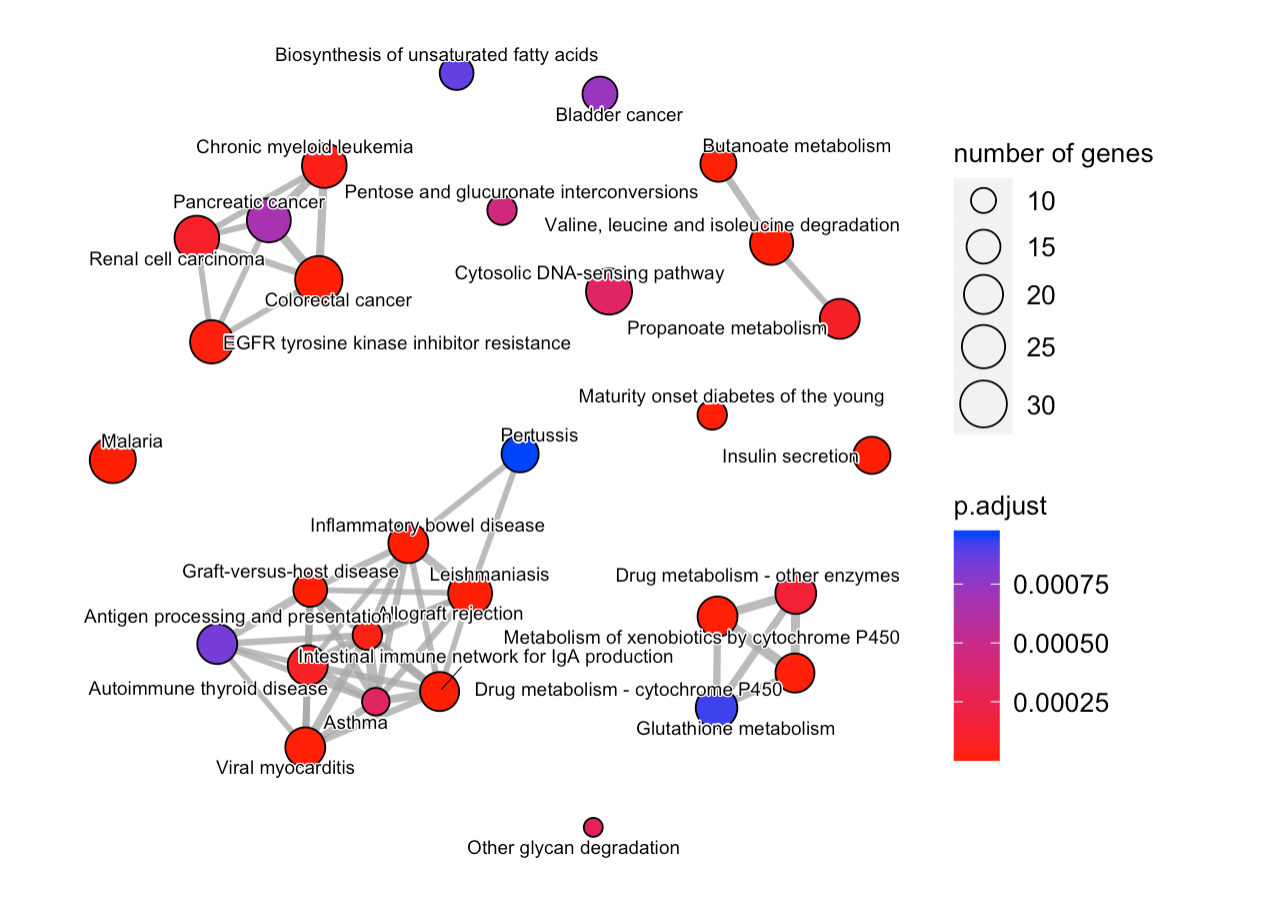 Biosynthesis of unsaturated fatty acids
Bladder cancer
Chronic myeloid leukemia
Butanoate metabolism
Pentose and glucuronate interconversions
Pancreatic cancer
Valine, leucine and isoleucine degradation
Renal cell carcinoma
Cytosolic DNA-sensing pathway
Colorectal cancer
Propanoate metabolism
EGFR tyrosine kinase inhibitor resistance
Maturity onset diabetes of the young
Malaria
Pertussis
Insulin secretion
Inflammatory bowel disease
Graft-versus-host disease
Leishmaniasis
Drug metabolism - other enzymes
Antigen processing and presentation
Allograft rejection
Metabolism of xenobiotics by cytochrome P450
Intestinal immune network for IgA production
Autoimmune thyroid disease
Drug metabolism - cytochrome P450
Asthma
Glutathione metabolism
Viral myocarditis
Other glycan degradation
number of genes
10
15
20
25
30
p.adjust
0.00075
0.00050
0.00025